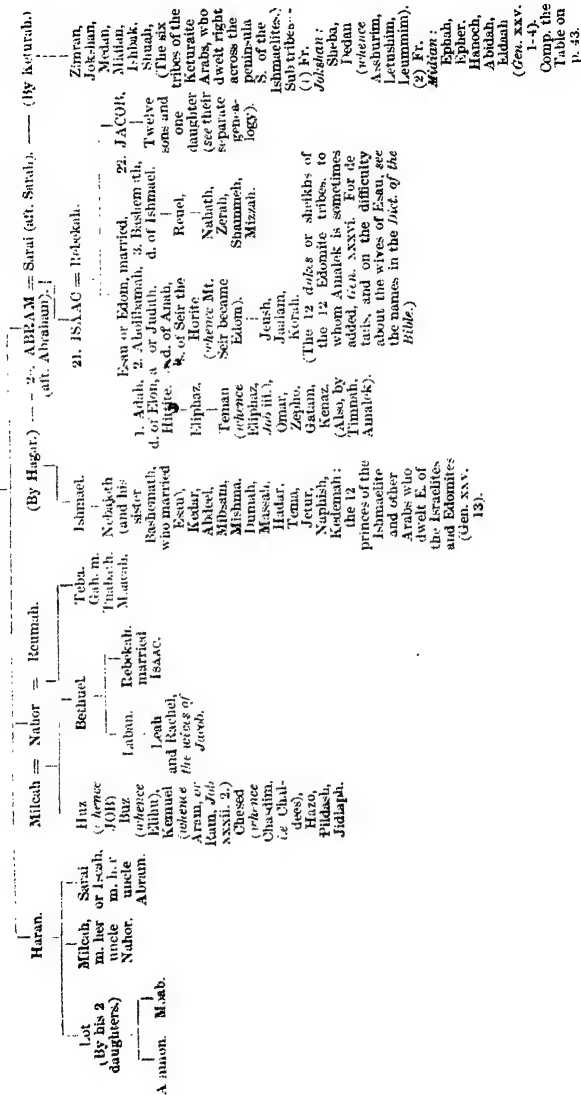 Haran.
Lot
(By his 2
daughters.)
Ammon. Moab.
Milcah,
m. her
uncle
Nahor.
Sarai
or Iscah,
m. her
uncle
Abram.
Milcah = Nahor = Reumah.
Huz
(whence
JOB)
Buz
(whence
Elihu),
Kemuel
(whence
Aram, or
Ram, Job
xxxii. 2.)
Chesed
(whence
Chasdim,
i.e Chal-
dees),
Hazo,
Pildash,
Jidlaph.
Bethuel.
Laban.
Leah
and Rachel,
the wives of
Jacob.
Rebekah.
married
ISAAC.
Teba.
Gaham.
Thahash.
Maacah.
(By Hagar.) — 20. ABRAM = Sarai (aft. Sarah). — (By Keturah.)
(aft. Abraham).
Ishmael.
Nebajoth
(and his
sister
Bashemath,
who married
Esau),
Kedar,
Abdeel,
Mibsam,
Mishma,
Dumah,
Massah,
Hadar,
Tema,
Jetur,
Naphish,
Kedemah:
the 12
princes of the
Ishmaelite
and other
Arabs who
dwelt E. of
the Israelites
and Edomites
(Gen. xxv.
13).
21. ISAAC = Rebekah.
Esau or Edom, married,
1. Adah, 2. Aholibamah, 3. Bashemath,
d. of Elon, a or Judith, d. of Ishmael.
Hittite. d. of Anah,
of Seir the
Horite
(whence Mt.
Seir became
Edom).
Eliphaz.
Teman
(whence
Eliphaz,
Job iii.),
Omar,
Zepho,
Gatam,
Kenaz.
(Also, by
Timnah,
Amalek).
Jeush,
Jaalam,
Korah.
Reuel,
Nahath,
Zerah,
Shammeh,
Mizzah.
(The 12 dukes or sheikhs of
the 12 Edomite tribes, to
whom Amalek is sometimes
added, Gen. xxxvi. For de
tails, and on the difficulty
about the wives of Esau, see
the names in the Dict. of the
Bible.)
22. JACOB.
Twelve
sons and
one
daughter
(see their
separate
genea-
logy).
Zimran,
Jokshan,
Medan,
Midian,
Ishbak,
Shuah,
(The six
tribes of the
Keturaite
Arabs, who
dwelt right
across the
peninsula
S. of the
Ishmaelites.)
Sub tribes—
(1) Fr.
Jokshan:
Sheba,
Dedan
(whence
Asshurim,
Letushim,
Leummim).
(2) Fr.
Midian:
Ephah,
Epher,
Hanoch,
Abidah,
Eldaah
(Gen. xxv.
1-4).
Comp. the
Table on
p. 43.